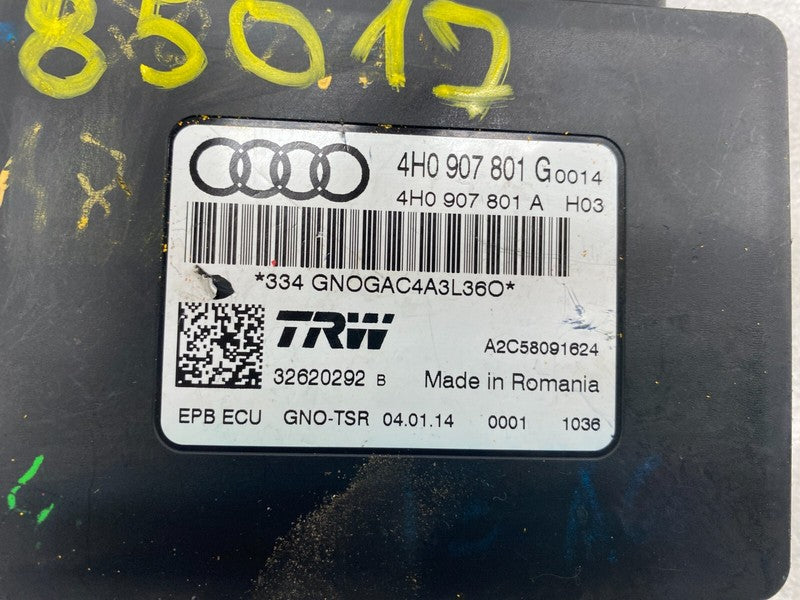 85017
4H0 907 801 G 0014
4H0 907 801 A H03
*334 GNOGAC4A3L36O*
TRW
A2C58091624
32620292 B Made in Romania
EPB ECU GNO-TSR 04.01.14 0001 1036